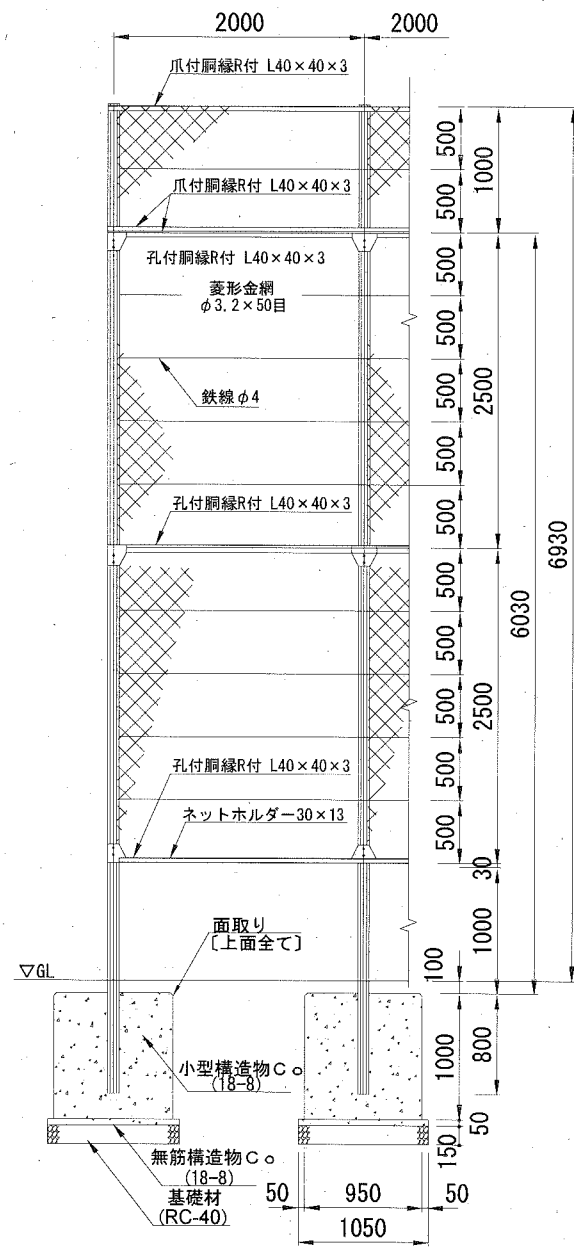 2000
2000
爪付胴縁R付 L40×40×3
500
1000
爪付胴縁R付 L40×40×3
500
孔付胴縁R付 L40×40×3
菱形金網
φ3.2×50目
500
500
鉄線φ4
500
2500
500
孔付胴縁R付 L40×40×3
500
6930
6030
500
500
500
2500
500
孔付胴縁R付 L40×40×3
ネットホルダー30×13
500
30
面取り
[上面全て]
1000
▽GL
100
小型構造物Co
(18-8)
1000
800
無筋構造物Co
(18-8)
50
150
基礎材
(RC-40)
50
950
50
1050